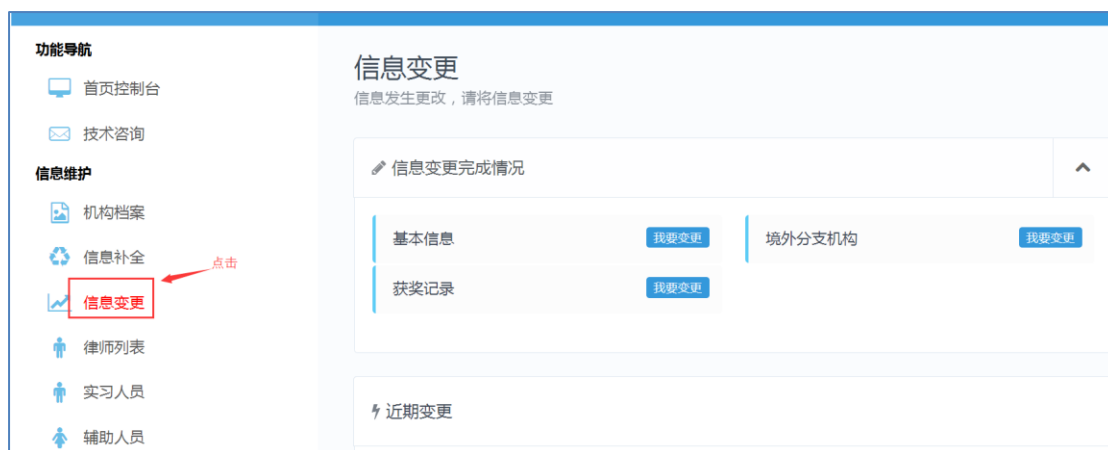 功能导航
首页控制台
技术咨询
信息维护
机构档案
信息补全
点击
信息变更
律师列表
实习人员
辅助人员
信息变更
信息发生更改，请将信息变更
信息变更完成情况
基本信息 我要变更
境外分支机构 我要变更
获奖记录 我要变更
近期变更